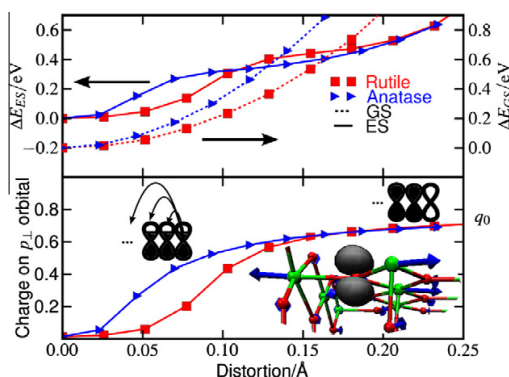 0.6
0.4
0.2
0.0
−0.2
ΔE_ES/eV
0.8
0.6
0.4
0.2
0.0
ΔE_GS/eV
Rutile
Anatase
GS
ES
0.8
0.6
0.4
0.2
0.0
Charge on p⊥ orbital
...
...
q0
0.00 0.05 0.10 0.15 0.20 0.25
Distortion/Å